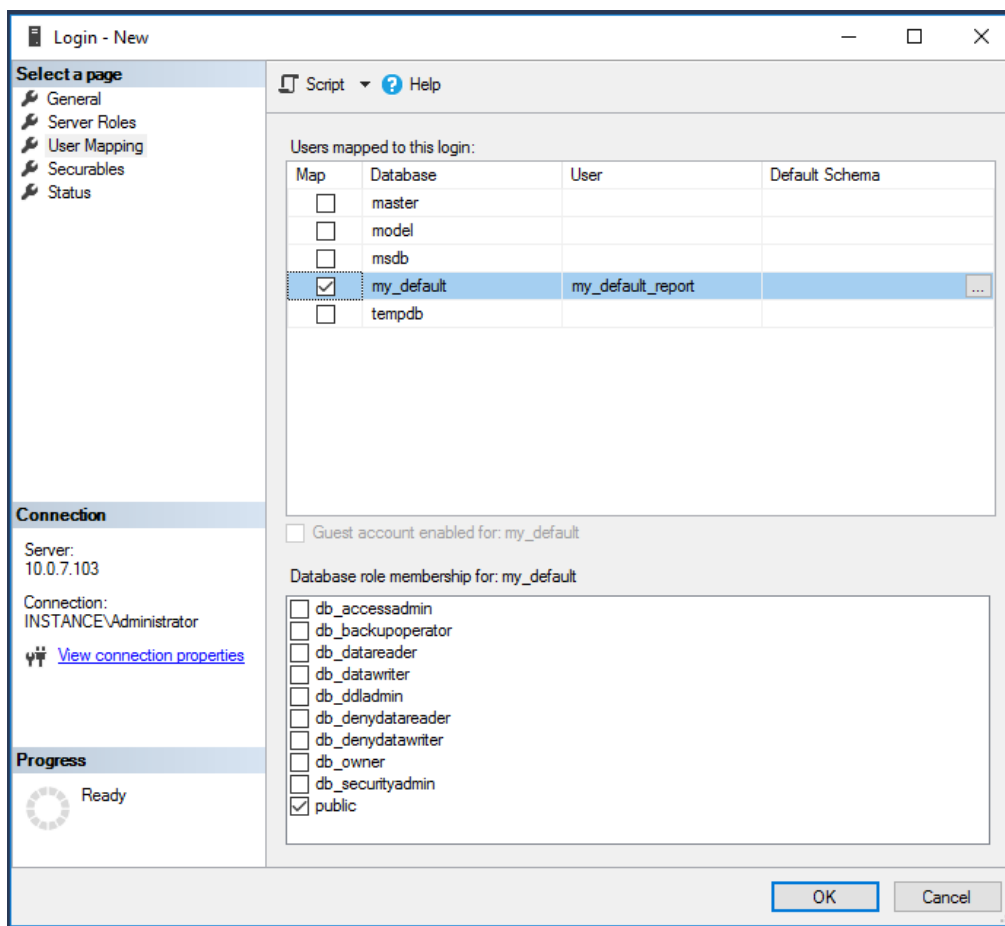 Login - New
Select a page
General
Server Roles
User Mapping
Securables
Status
Script Help
Users mapped to this login:
Map Database User Default Schema
master
model
msdb
my_default my_default_report ...
tempdb
Guest account enabled for: my_default
Database role membership for: my_default
db_accessadmin
db_backupoperator
db_datareader
db_datawriter
db_ddladmin
db_denydatareader
db_denydatawriter
db_owner
db_securityadmin
public
Connection
Server:
10.0.7.103
Connection:
INSTANCE\Administrator
View connection properties
Progress
Ready
OK Cancel